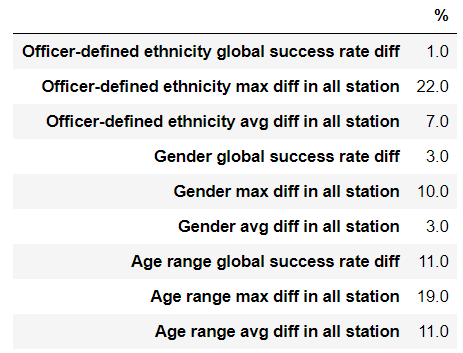 %
Officer-defined ethnicity global success rate diff 1.0
Officer-defined ethnicity max diff in all station 22.0
Officer-defined ethnicity avg diff in all station 7.0
Gender global success rate diff 3.0
Gender max diff in all station 10.0
Gender avg diff in all station 3.0
Age range global success rate diff 11.0
Age range max diff in all station 19.0
Age range avg diff in all station 11.0